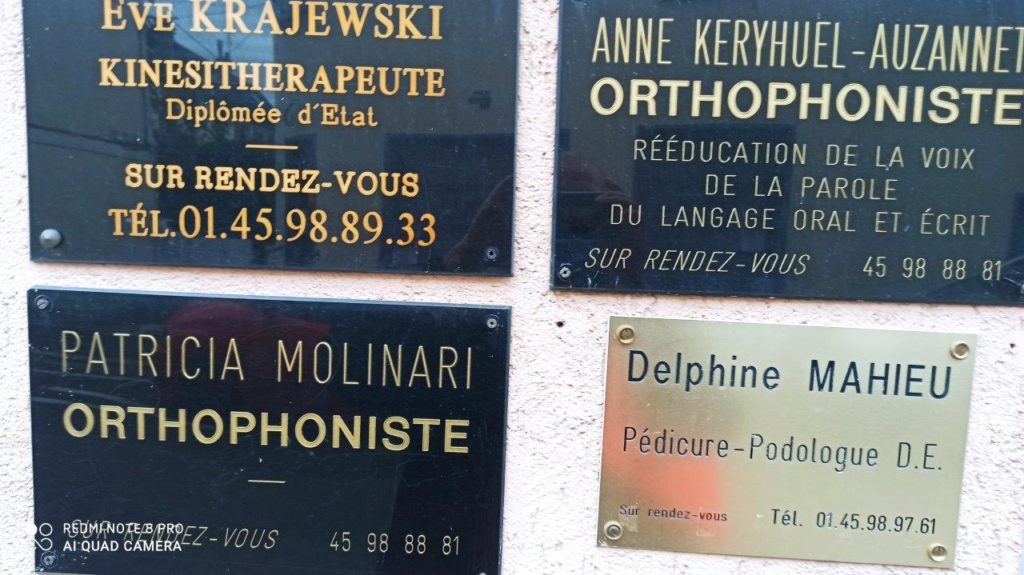 EVE KRAJEWSKI
KINESITHERAPEUTE
Diplômée d'Etat
SUR RENDEZ-VOUS
TÉL.01.45.98.89.33
ANNE KERYHUEL-AUZANNET
ORTHOPHONISTE
RÉÉDUCATION DE LA VOIX
DE LA PAROLE
DU LANGAGE ORAL ET ÉCRIT
SUR RENDEZ-VOUS 45 98 88 81
PATRICIA MOLINARI
ORTHOPHONISTE
SUR RENDEZ-VOUS 45 98 88 81
Delphine MAHIEU
Pédicure-Podologue D.E.
Sur rendez-vous Tél. 01.45.98.97.61
REDMI NOTE 8 PRO
AI QUAD CAMERA